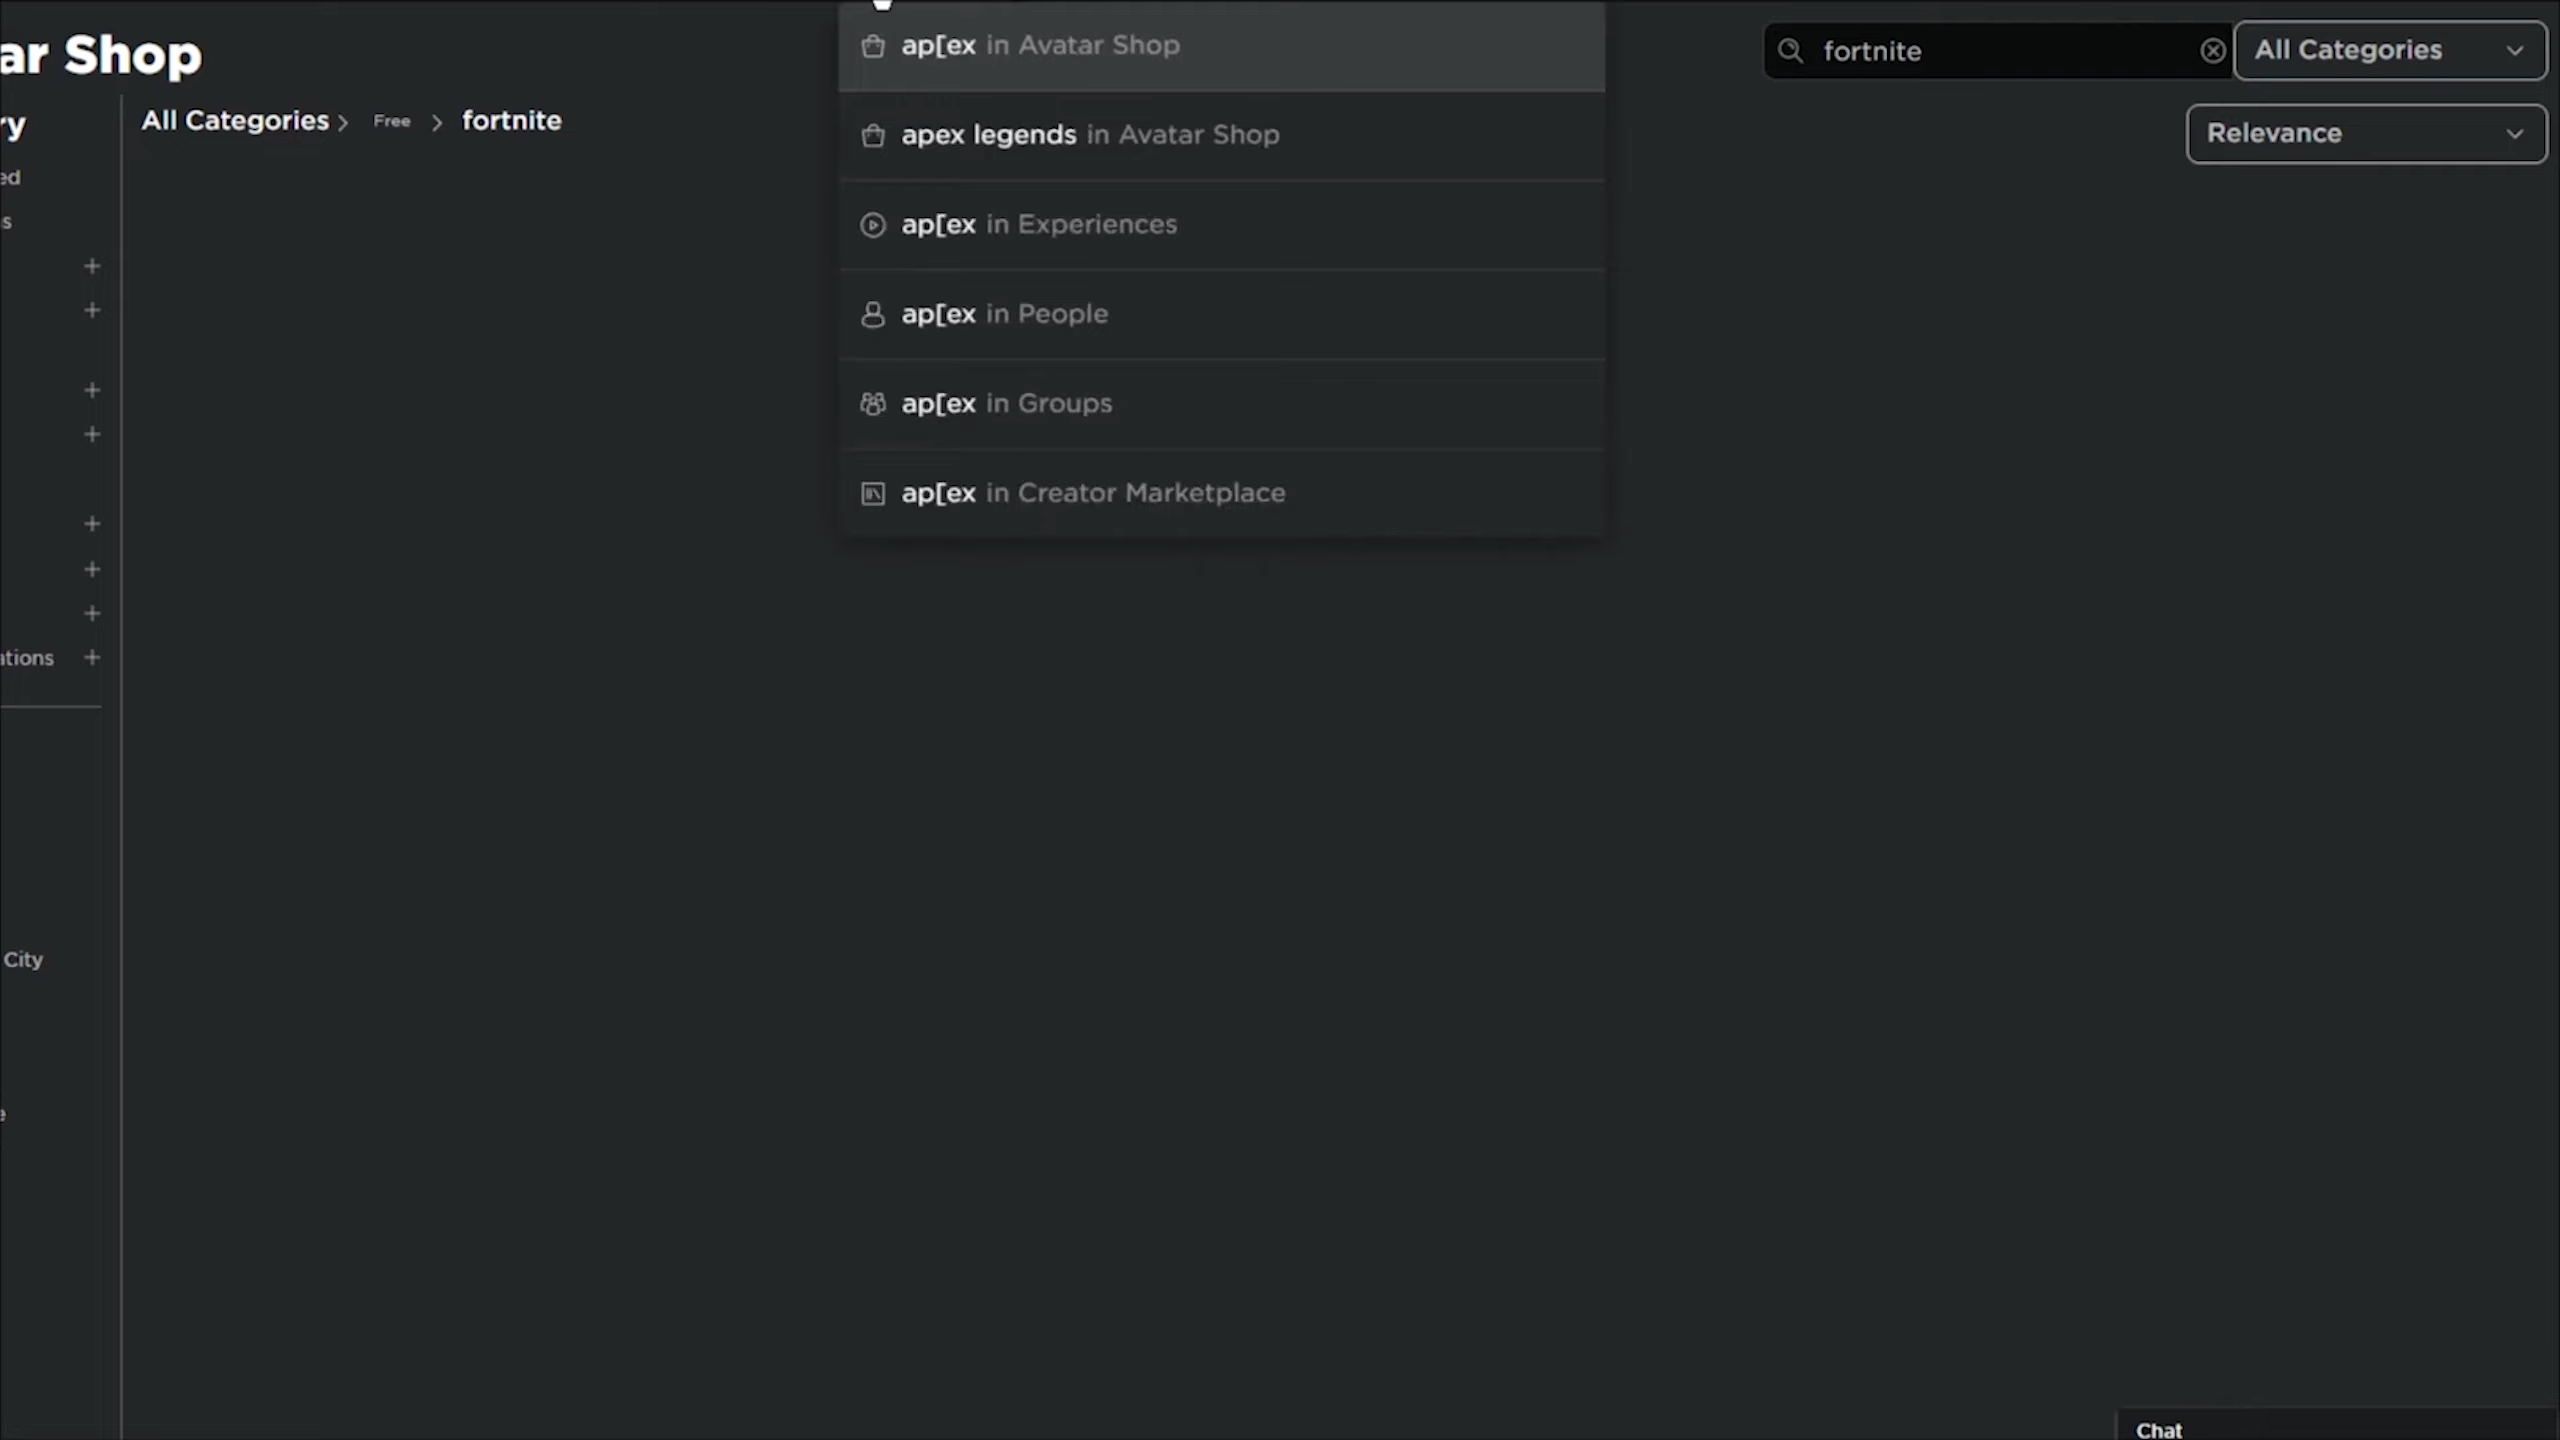 ar Shop
ap[ex in Avatar Shop
fortnite
All Categories
ry
All Categories > Free > fortnite
apex legends in Avatar Shop
Relevance
ed
s
ap[ex in Experiences
+
+
ap[ex in People
+
ap[ex in Groups
+
ap[ex in Creator Marketplace
+
+
+
ations +
City
e
Chat